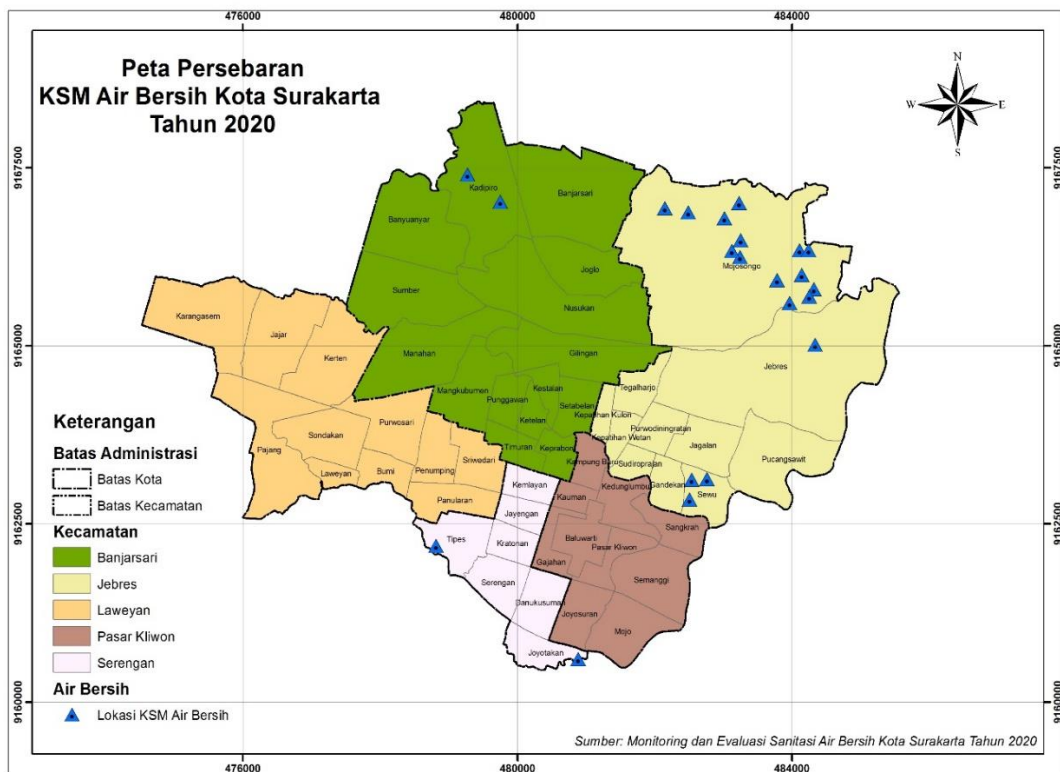 476000
480000
484000
Peta Persebaran
KSM Air Bersih Kota Surakarta
Tahun 2020
N
W
E
S
9167500
9167500
Kadipiro
Banjarsari
Banyuanyar
Mojosongo
Joglo
Sumber
Nusukan
Karangasem
Jajar
Kerten
9165000
9165000
Manahan
Gilingan
Jebres
Mangkubumen
Punggawan
Kestalan
Setabelan
Tegalharjo
Ketelan
Kepatihan Kulon
Purwosari
Purwodiningratan
Sondakan
Timuran
Keprabon
Kepatihan Wetan
Jagalan
Pajang
Sriwedari
Kampung Baru
Sudiroprajan
Pucangsawit
Laweyan
Bumi
Penumping
Kemlayan
Kedunglumbu
Gandekan
Sewu
Panularan
Kauman
Jayengan
Sangkrah
9162500
9162500
Tipes
Kratonan
Baluwarti
Pasar Kliwon
Gajahan
Semanggi
Serengan
Danukusuman
Joyosuran
Mojo
Joyotakan
9160000
9160000
Keterangan
Batas Administrasi
Batas Kota
Batas Kecamatan
Kecamatan
Banjarsari
Jebres
Laweyan
Pasar Kliwon
Serengan
Air Bersih
Lokasi KSM Air Bersih
Sumber: Monitoring dan Evaluasi Sanitasi Air Bersih Kota Surakarta Tahun 2020
476000
480000
484000